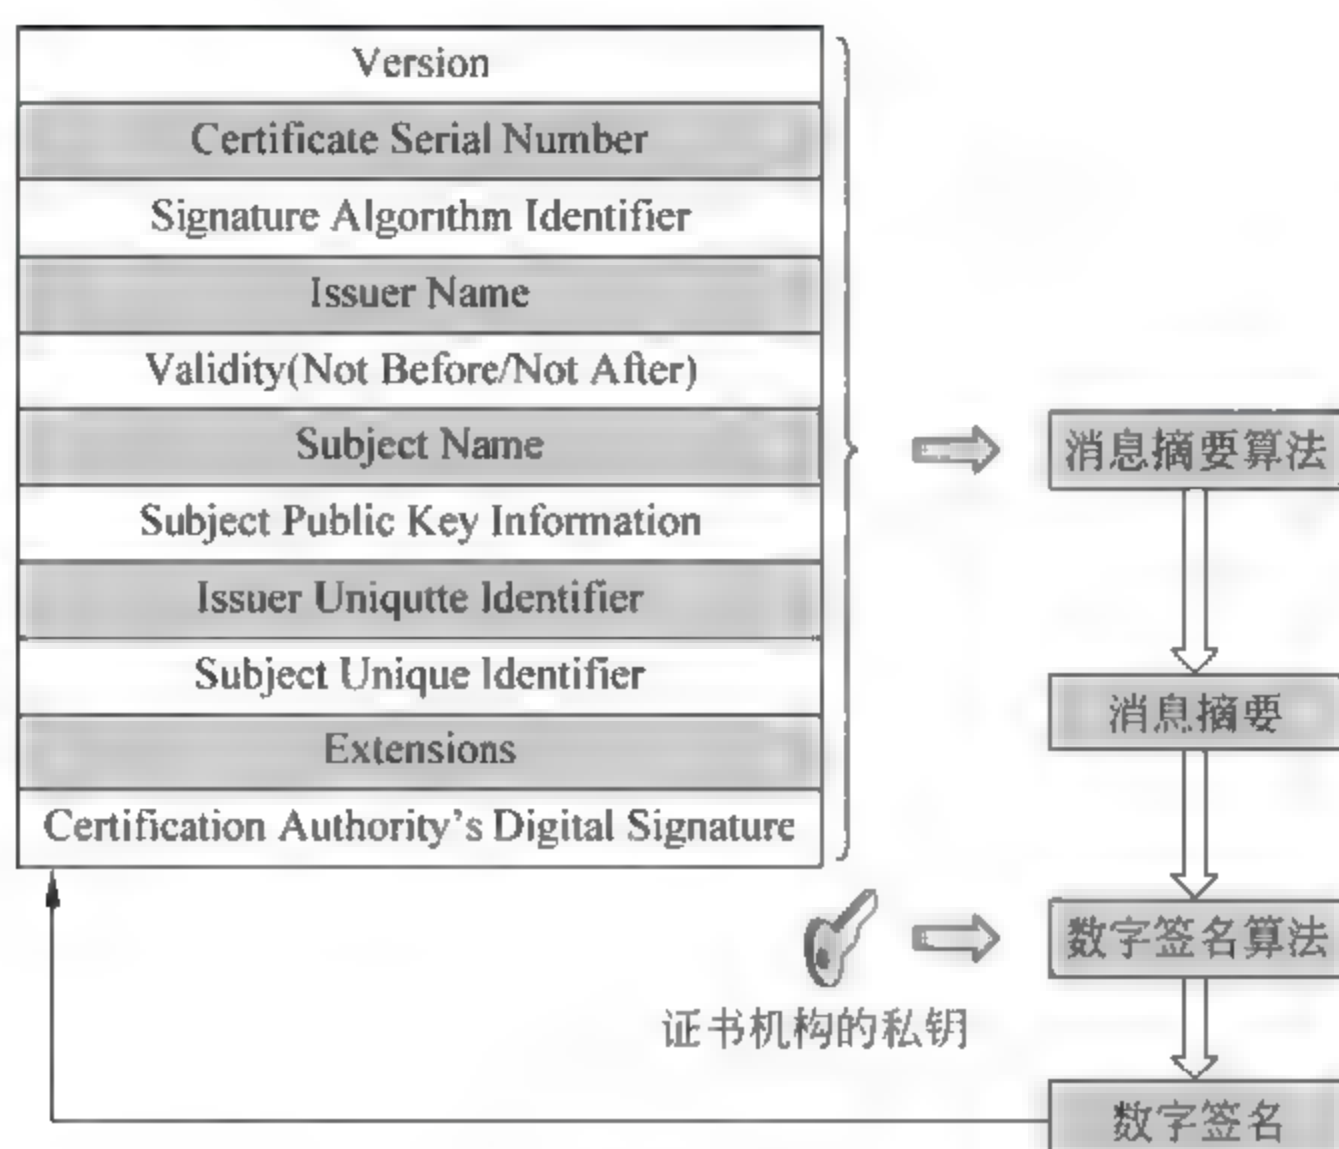 Version
Certificate Serial Number
Signature Algorithm Identifier
Issuer Name
Validity(Not Before/Not After)
Subject Name
Subject Public Key Information
Issuer Uniqutte Identifier
Subject Unique Identifier
Extensions
Certification Authority's Digital Signature
消息摘要算法
消息摘要
数字签名算法
证书机构的私钥
数字签名